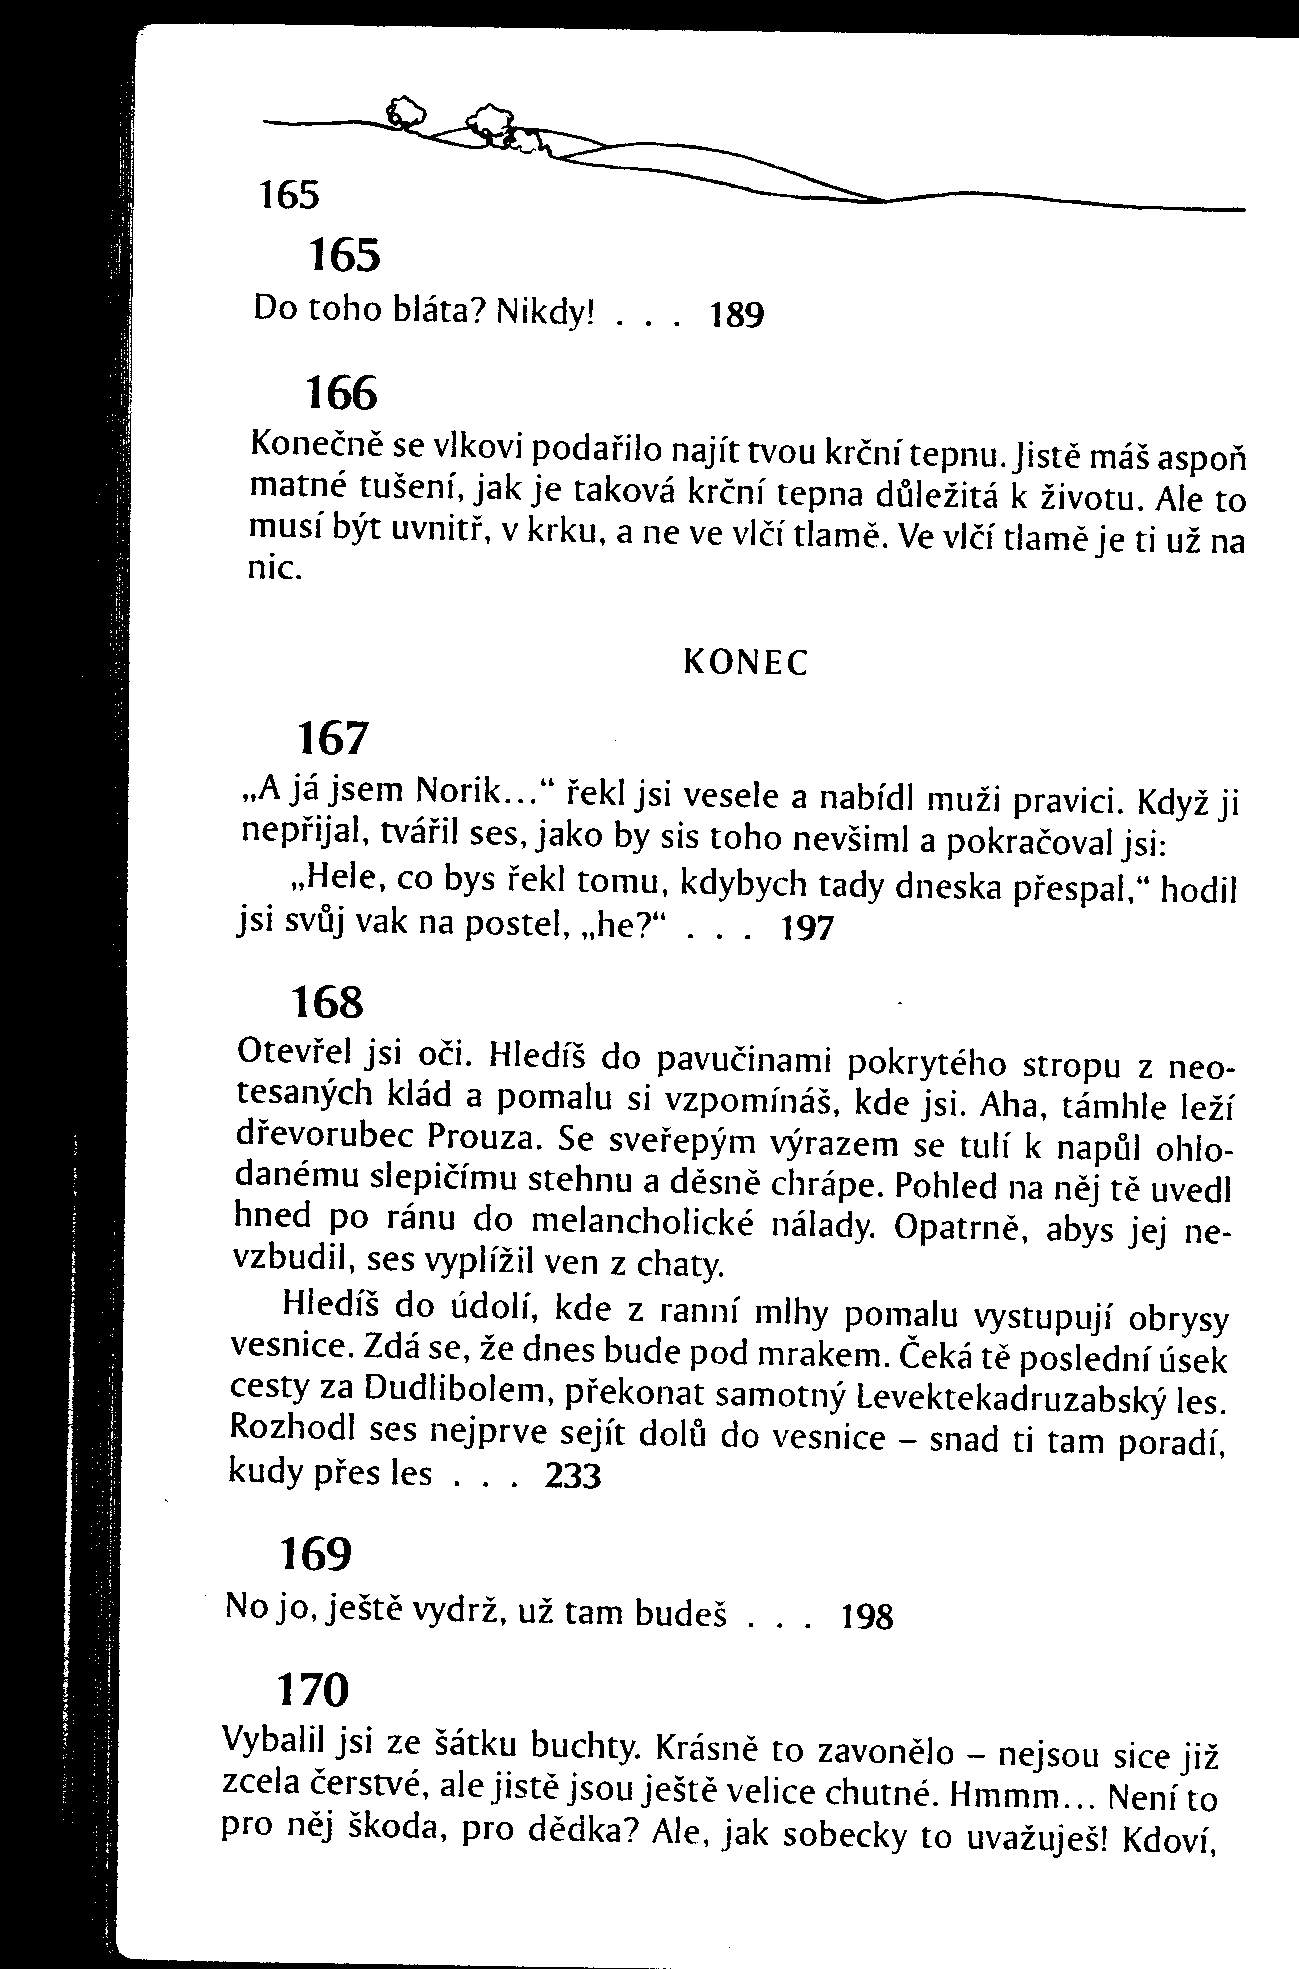 165
165
Do toho bláta? Nikdy! . . . 189
166
Konečně se vlkovi podařilo najít tvou krční tepnu. Jistě máš aspoň
matné tušení, jak je taková krční tepna důležitá k životu. Ale to
musí být uvnitř, v krku, a ne ve vlčí tlamě. Ve vlčí tlamě je ti už na
nic.
KONEC
167
„A já jsem Norik...“ řekl jsi vesele a nabídl muži pravici. Když ji
nepřijal, tvářil ses, jako by sis toho nevšiml a pokračoval jsi:
„Hele, co bys řekl tomu, kdybych tady dneska přespal,“ hodil
jsi svůj vak na postel, „he?“ . . . 197
168
Otevřel jsi oči. Hledíš do pavučinami pokrytého stropu z neo-
tesaných klád a pomalu si vzpomínáš, kde jsi. Aha, támhle leží
dřevorubec Prouza. Se sveřepým výrazem se tulí k napůl ohlo-
danému slepičímu stehnu a děsně chrápe. Pohled na něj tě uvedl
hned po ránu do melancholické nálady. Opatrně, abys jej ne-
vzbudil, ses vyplížil ven z chaty.
Hledíš do údolí, kde z ranní mlhy pomalu vystupují obrysy
vesnice. Zdá se, že dnes bude pod mrakem. Čeká tě poslední úsek
cesty za Dudlibolem, překonat samotný Levektekadruzabský les.
Rozhodl ses nejprve sejít dolů do vesnice – snad ti tam poradí,
kudy přes les . . . 233
169
No jo, ještě vydrž, už tam budeš . . . 198
170
Vybalil jsi ze šátku buchty. Krásně to zavonělo – nejsou sice již
zcela čerstvé, ale jistě jsou ještě velice chutné. Hmmm... Není to
pro něj škoda, pro dědka? Ale, jak sobecky to uvažuješ! Kdoví,